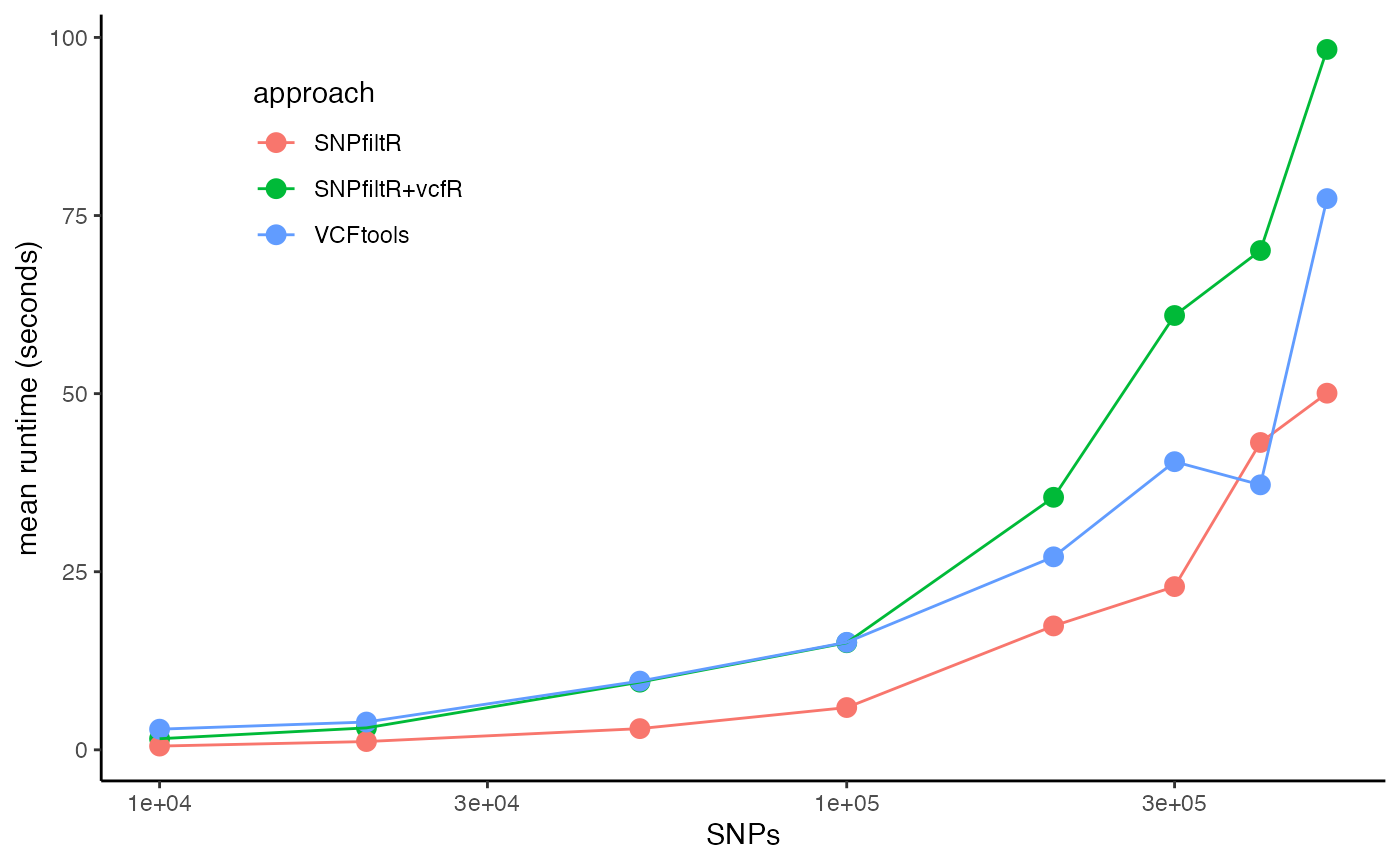 100
75
50
25
0
mean runtime (seconds)
approach
SNPfiltR
SNPfiltR+vcfR
VCFtools
1e+04
3e+04
1e+05
3e+05
SNPs